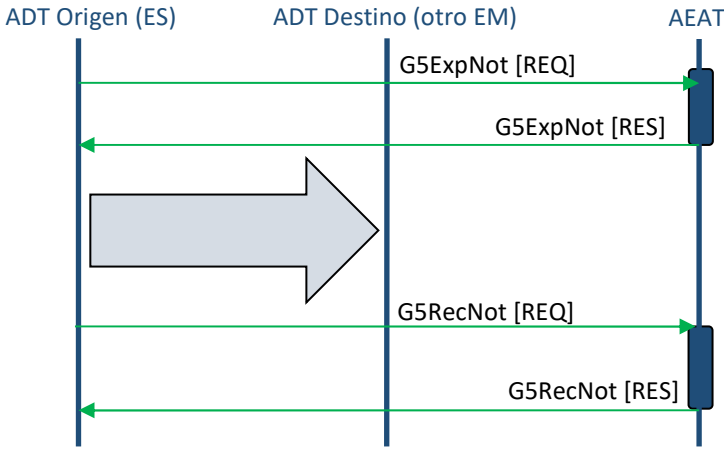 ADT Origen (ES)
ADT Destino (otro EM)
AEAT
G5ExpNot [REQ]
G5ExpNot [RES]
G5RecNot [REQ]
G5RecNot [RES]